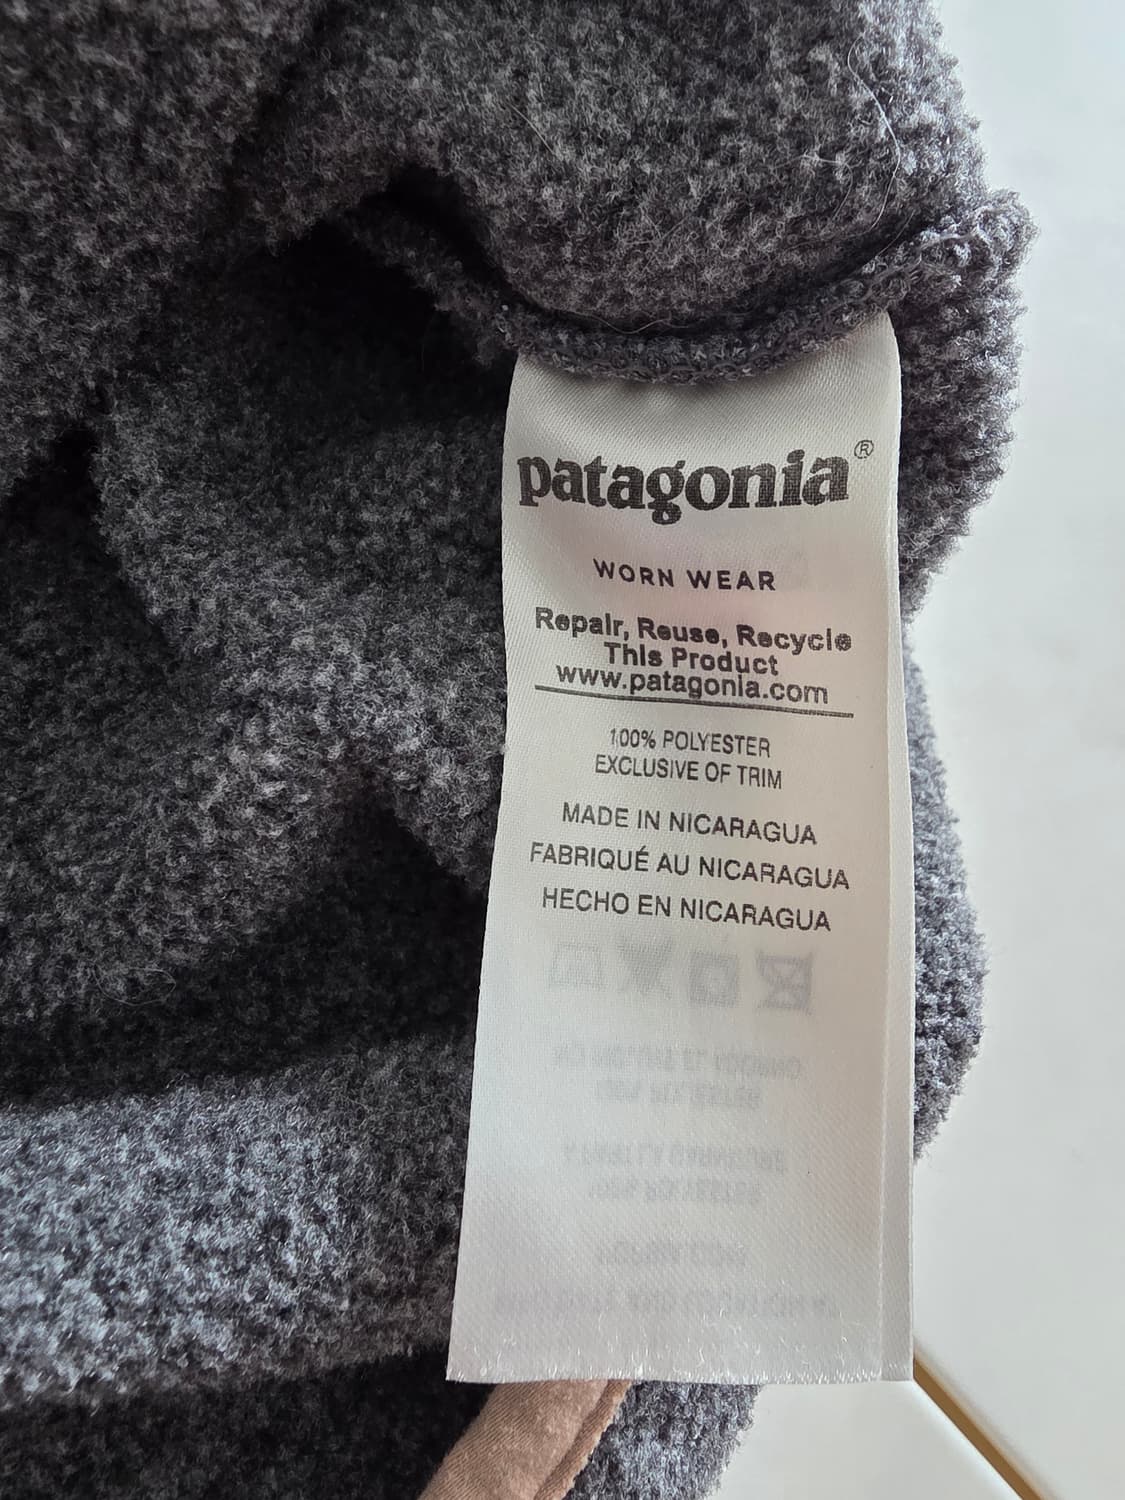 patagonia®
WORN WEAR
Repair, Reuse, Recycle
This Product
www.patagonia.com
100% POLYESTER
EXCLUSIVE OF TRIM
MADE IN NICARAGUA
FABRIQUÉ AU NICARAGUA
HECHO EN NICARAGUA